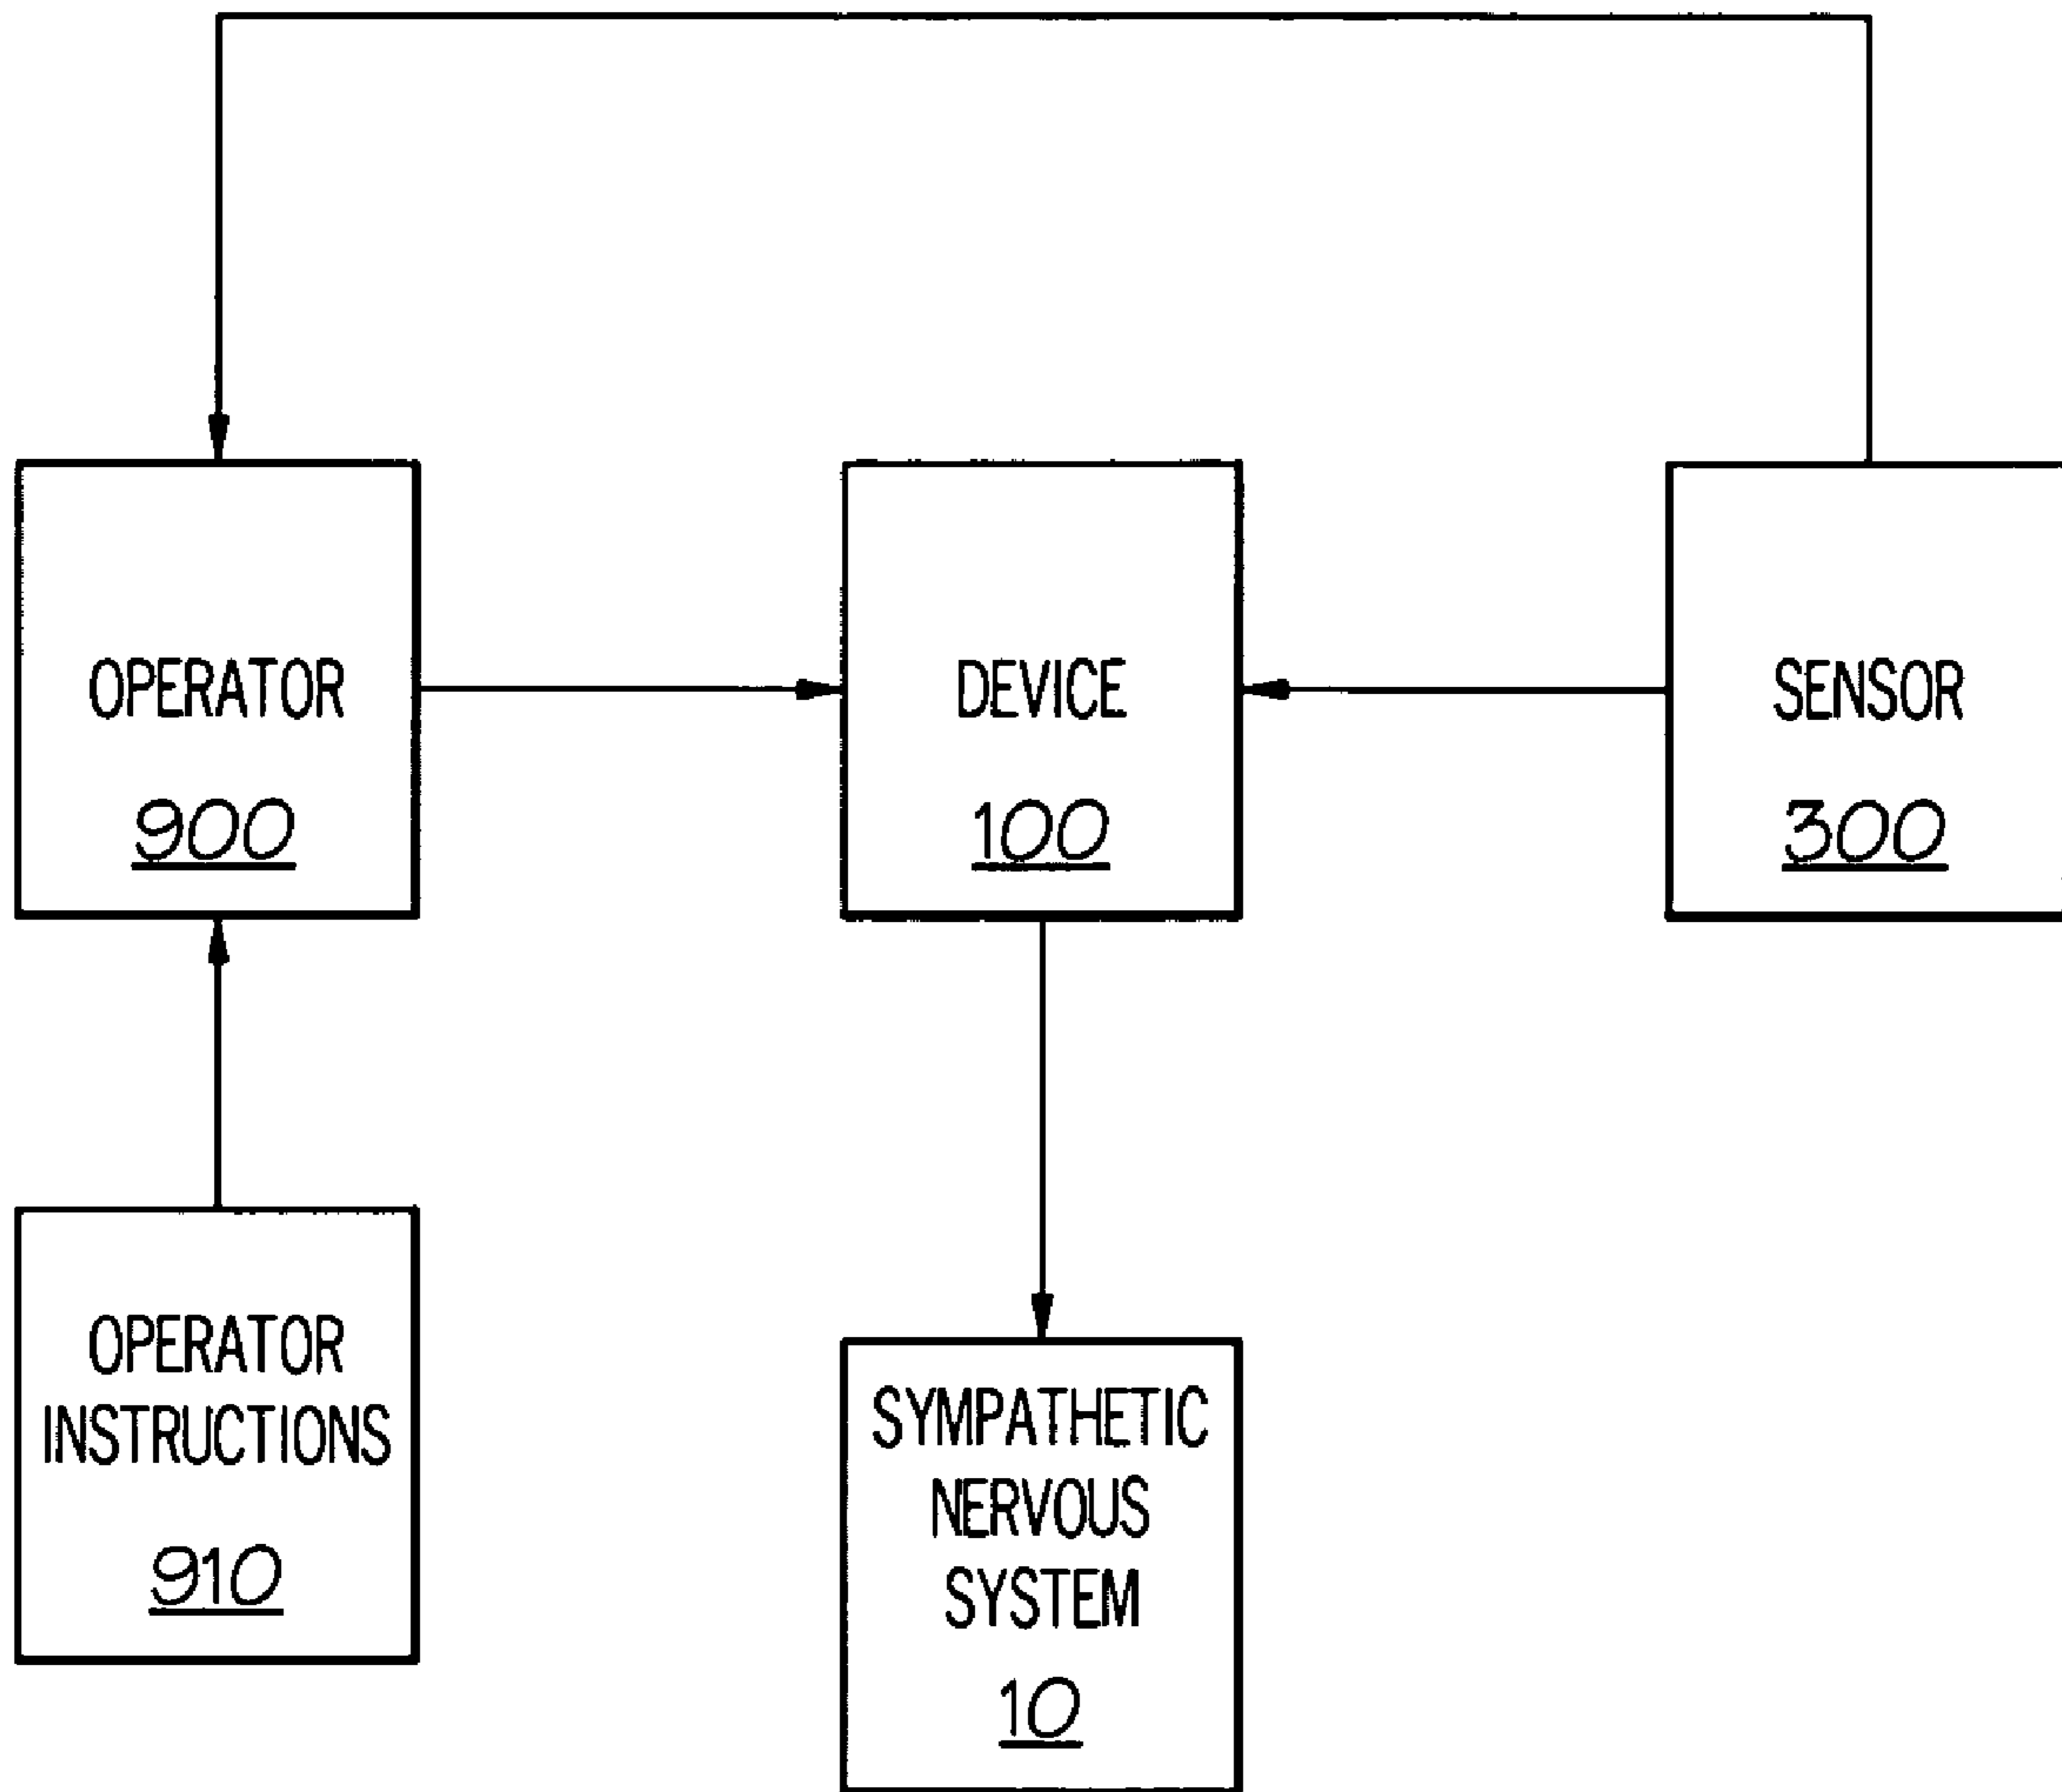 OPERATOR
900
DEVICE
100
SENSOR
300
OPERATOR
INSTRUCTIONS
910
SYMPATHETIC
NERVOUS
SYSTEM
10